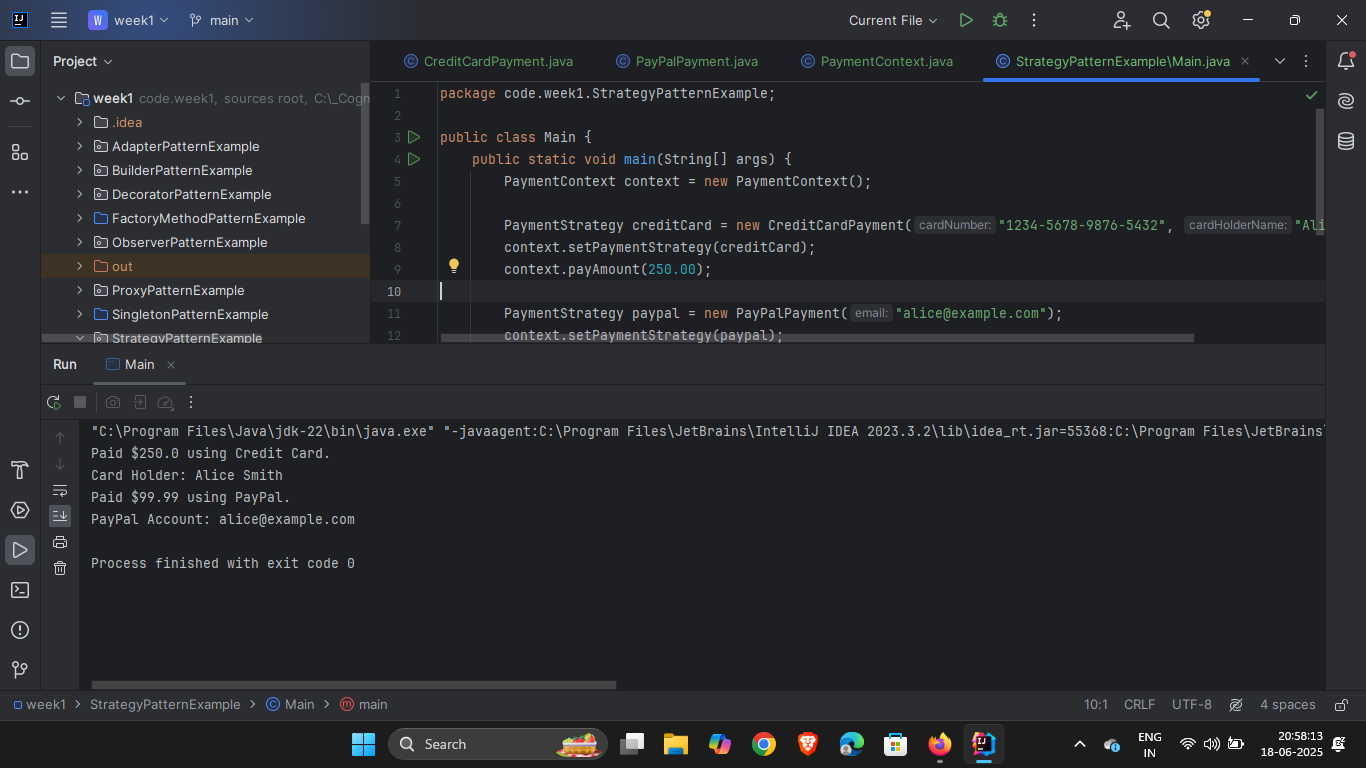 W week1 main Current File
Project
CreditCardPayment.java PayPalPayment.java PaymentContext.java StrategyPatternExample\Main.java
week1 code.week1, sources root, C:\_Cogn
.idea
AdapterPatternExample
BuilderPatternExample
DecoratorPatternExample
FactoryMethodPatternExample
ObserverPatternExample
out
ProxyPatternExample
SingletonPatternExample
StrategyPatternExample
1 package code.week1.StrategyPatternExample;
2
3 public class Main {
4 public static void main(String[] args) {
5 PaymentContext context = new PaymentContext();
6
7 PaymentStrategy creditCard = new CreditCardPayment( cardNumber: "1234-5678-9876-5432", cardHolderName: "Ali
8 context.setPaymentStrategy(creditCard);
9 context.payAmount(250.00);
10
11 PaymentStrategy paypal = new PayPalPayment( email: "alice@example.com");
12 context.setPaymentStrategy(paypal);
Run Main
"C:\Program Files\Java\jdk-22\bin\java.exe" "-javaagent:C:\Program Files\JetBrains\IntelliJ IDEA 2023.3.2\lib\idea_rt.jar=55368:C:\Program Files\JetBrains\
Paid $250.0 using Credit Card.
Card Holder: Alice Smith
Paid $99.99 using PayPal.
PayPal Account: alice@example.com
Process finished with exit code 0
week1 > StrategyPatternExample > Main > main 10:1 CRLF UTF-8 4 spaces
Search
ENG
IN
20:58:13
18-06-2025